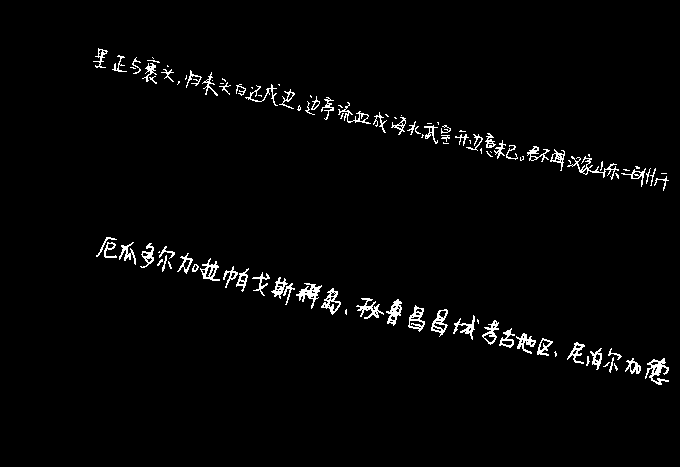 里正与裹头,归来头白还戍边。边亭流血成海水,武皇开边意未已。君不闻汉家山东二百州,千
厄瓜多尔加拉帕戈斯群岛、秘鲁昌昌城考古地区、尼泊尔加德